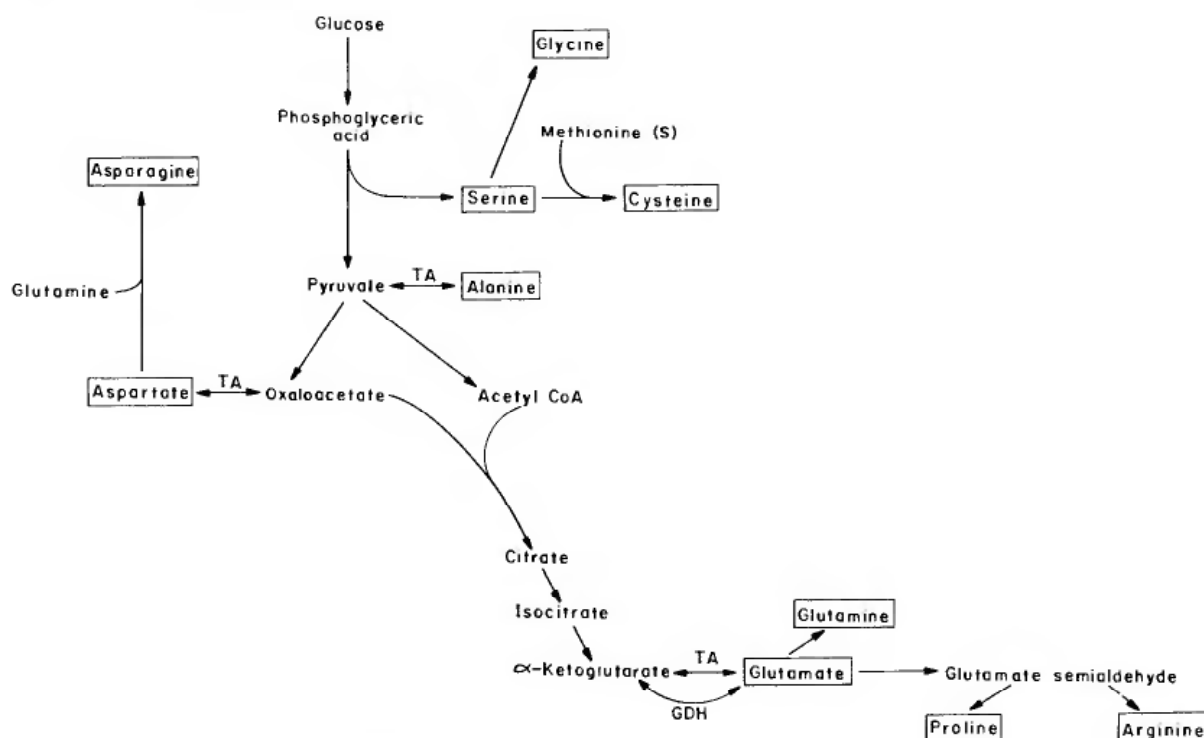 Glucose
Glycine
Phosphoglyceric
acid
Methionine (S)
Asparagine
Serine
Cysteine
Pyruvale
TA
Alanine
Glutamine
Aspartate
TA
Oxaloacetate
Acetyl CoA
Citrate
Isocitrate
Glutamine
α-Ketoglutarate
TA
Glutamate
Glutamate semialdehyde
GDH
Proline
Arginine